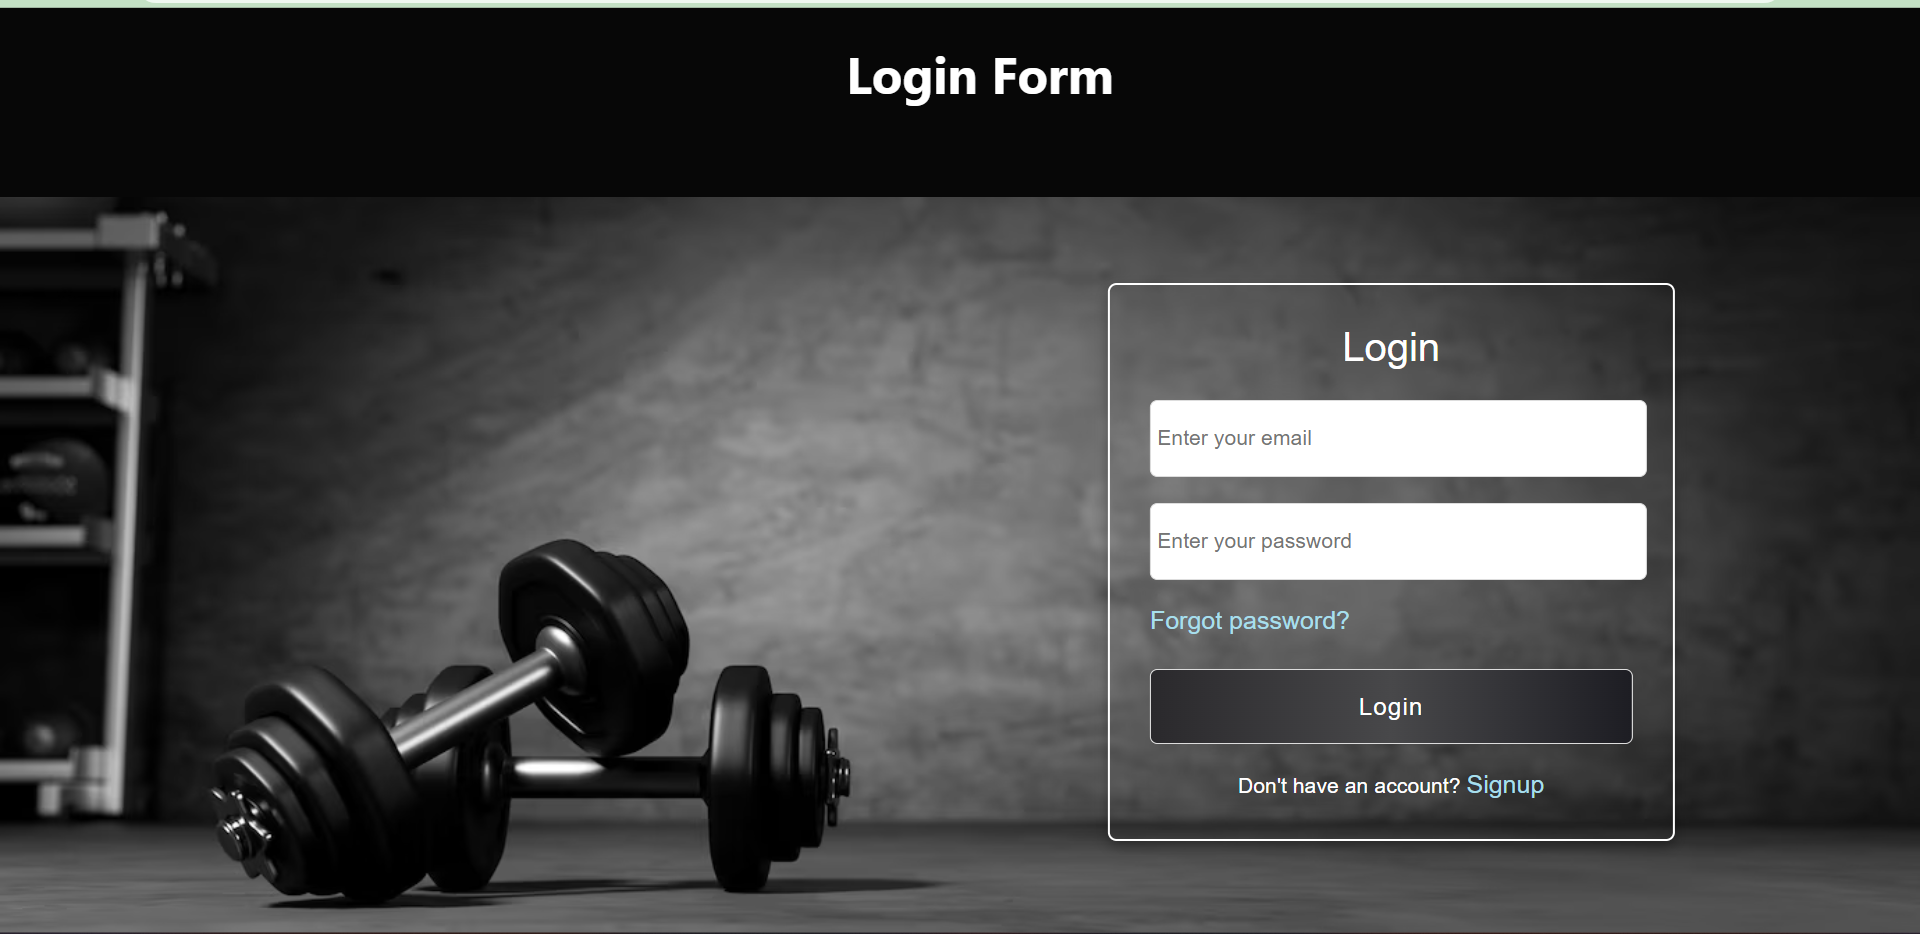 Login Form
Login
Enter your email
Enter your password
Forgot password?
Login
Don't have an account? Signup